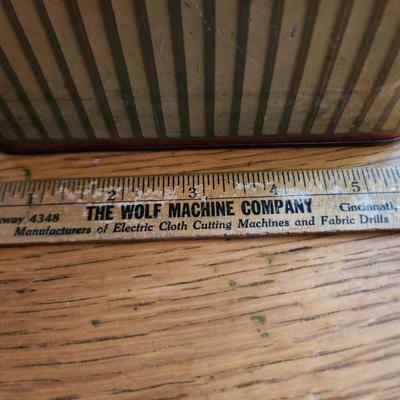 1 2 3 4 5
way 4348 THE WOLF MACHINE COMPANY Cincinnati,
Manufacturers of Electric Cloth Cutting Machines and Fabric Drills